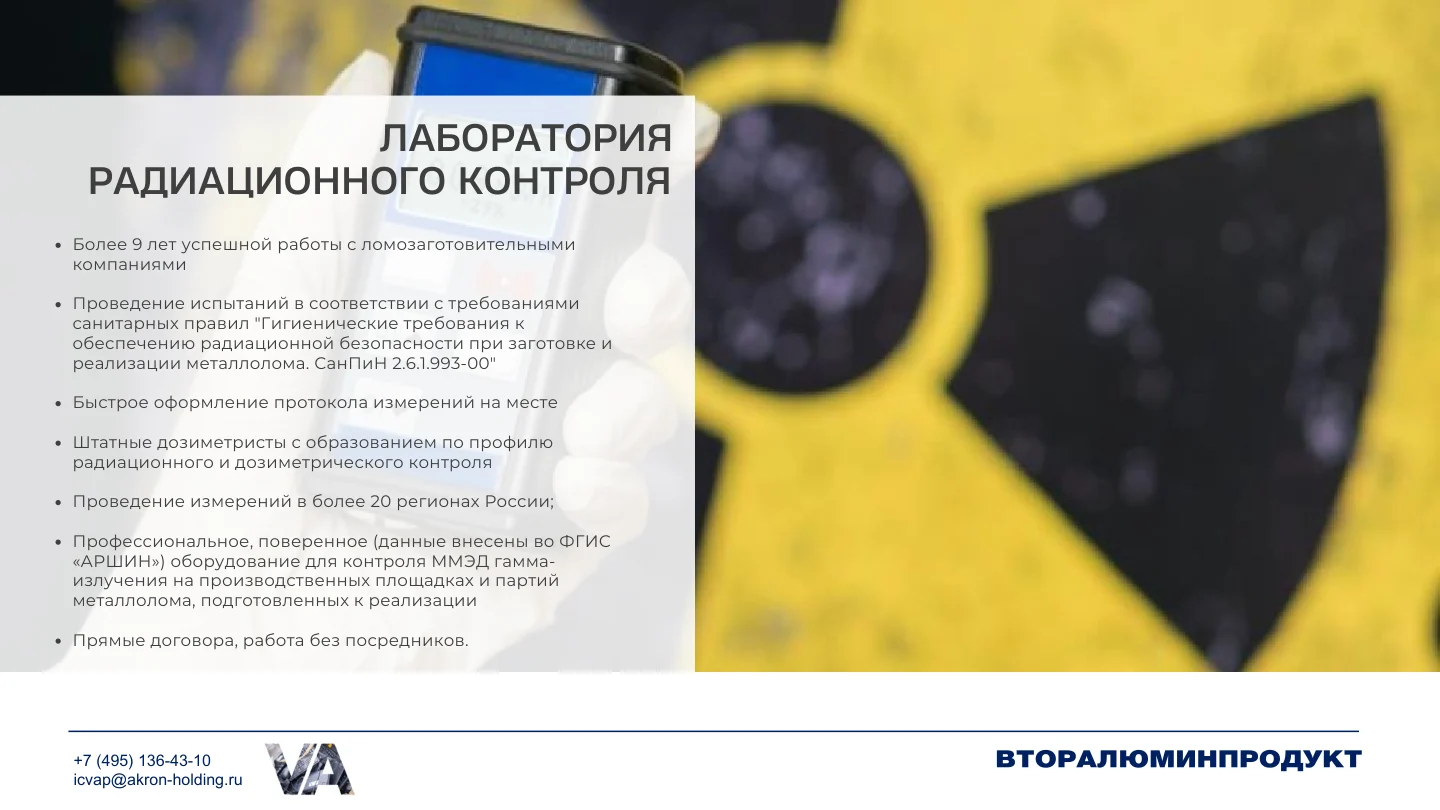 ЛАБОРАТОРИЯ
РАДИАЦИОННОГО КОНТРОЛЯ
• Более 9 лет успешной работы с ломозаготовительными
компаниями
• Проведение испытаний в соответствии с требованиями
санитарных правил "Гигиенические требования к
обеспечению радиационной безопасности при заготовке и
реализации металлолома. СанПиН 2.6.1.993-00"
• Быстрое оформление протокола измерений на месте
• Штатные дозиметристы с образованием по профилю
радиационного и дозиметрического контроля
• Проведение измерений в более 20 регионах России;
• Профессиональное, поверенное (данные внесены во ФГИС
«АРШИН») оборудование для контроля ММЭД гамма-
излучения на производственных площадках и партий
металлолома, подготовленных к реализации
• Прямые договора, работа без посредников.
+7 (495) 136-43-10
icvap@akron-holding.ru
VA
ВТОРАЛЮМИНПРОДУКТ